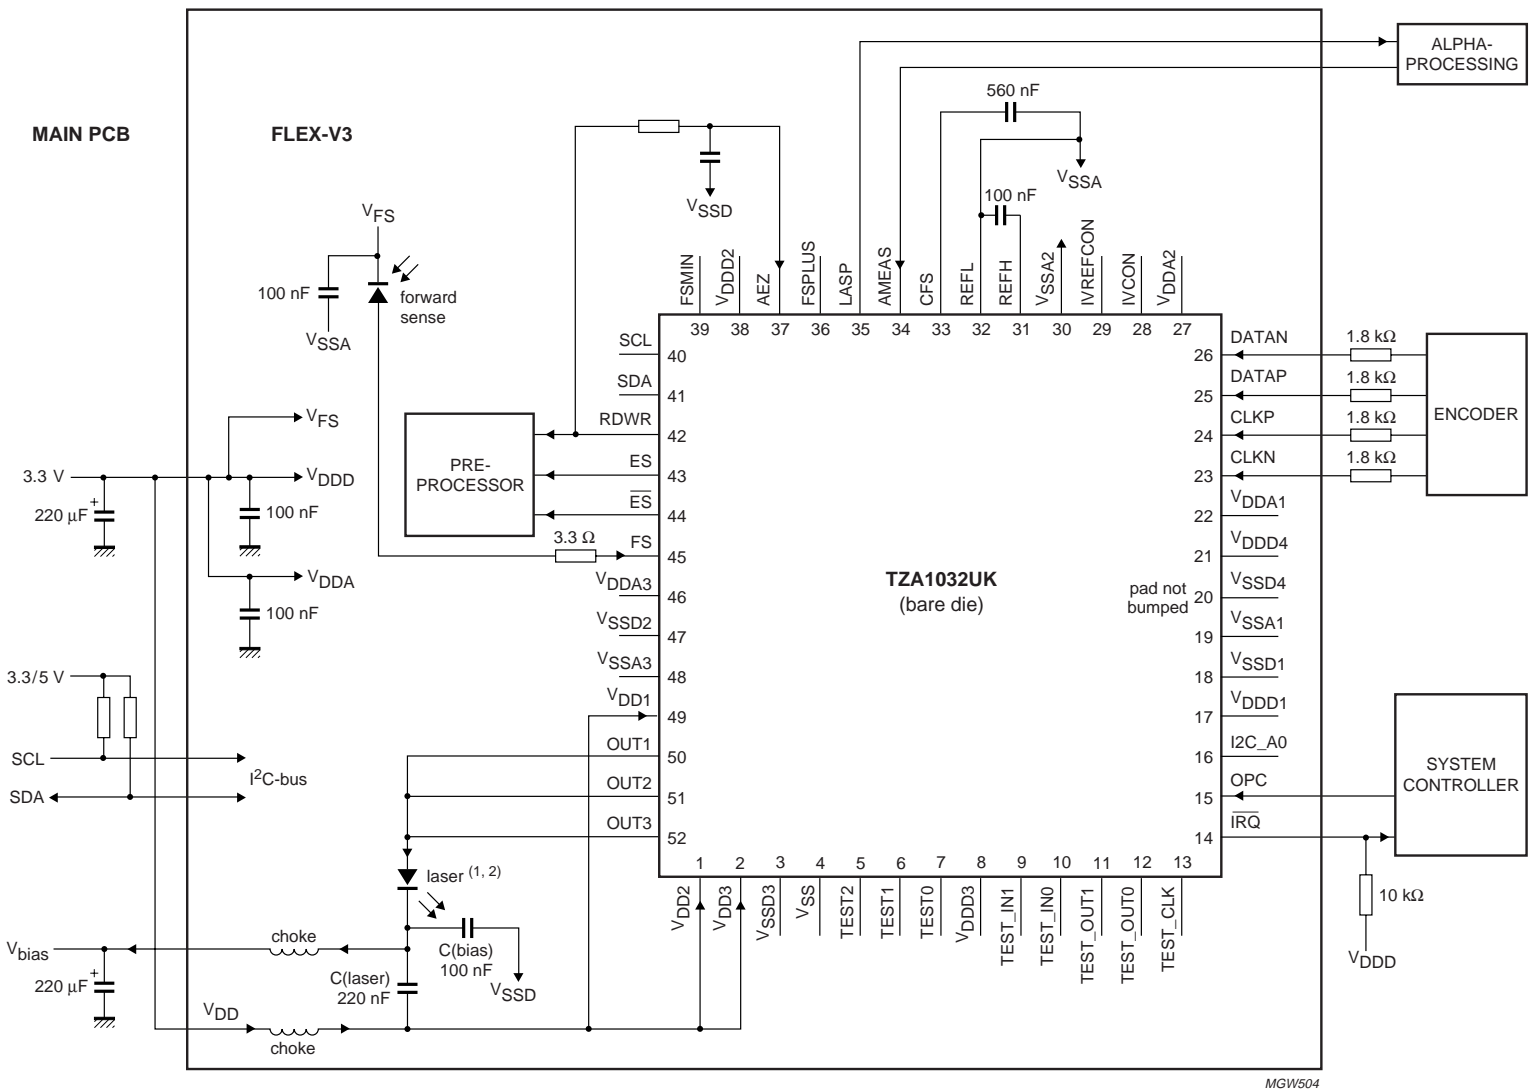 ALPHA-
PROCESSING
MAIN PCB
FLEX-V3
560 nF
VSSA
100 nF
VSSD
VFS
100 nF
forward
sense
VSSA
FSMIN
VDDD2
AEZ
FSPLUS
LASP
AMEAS
CFS
REFL
REFH
VSSA2
IVREFCON
IVCON
VDDA2
39 38 37 36 35 34 33 32 31 30 29 28 27
SCL
40
SDA
41
RDWR
42
ES
43
ES
44
3.3 Ω
FS
45
VDDA3
46
VSSD2
47
VSSA3
48
VDD1
49
OUT1
50
OUT2
51
OUT3
52
PRE-
PROCESSOR
TZA1032UK
(bare die)
pad not
bumped
DATAN
26
1.8 kΩ
DATAP
25
1.8 kΩ
CLKP
24
1.8 kΩ
CLKN
23
1.8 kΩ
ENCODER
VDDA1
22
VDDD4
21
VSSD4
20
VSSA1
19
VSSD1
18
VDDD1
17
I2C_A0
16
OPC
15
IRQ
14
SYSTEM
CONTROLLER
10 kΩ
VDDD
VFS
3.3 V
VDDD
220 µF
+
100 nF
VDDA
100 nF
3.3/5 V
SCL
I2C-bus
SDA
laser (1, 2)
choke
Vbias
C(bias)
100 nF
220 µF
+
C(laser)
220 nF
VSSD
VDD
choke
1 2 3 4 5 6 7 8 9 10 11 12 13
VDD2
VDD3
VSSD3
VSS
TEST2
TEST1
TEST0
VDDD3
TEST_IN1
TEST_IN0
TEST_OUT1
TEST_OUT0
TEST_CLK
MGW504